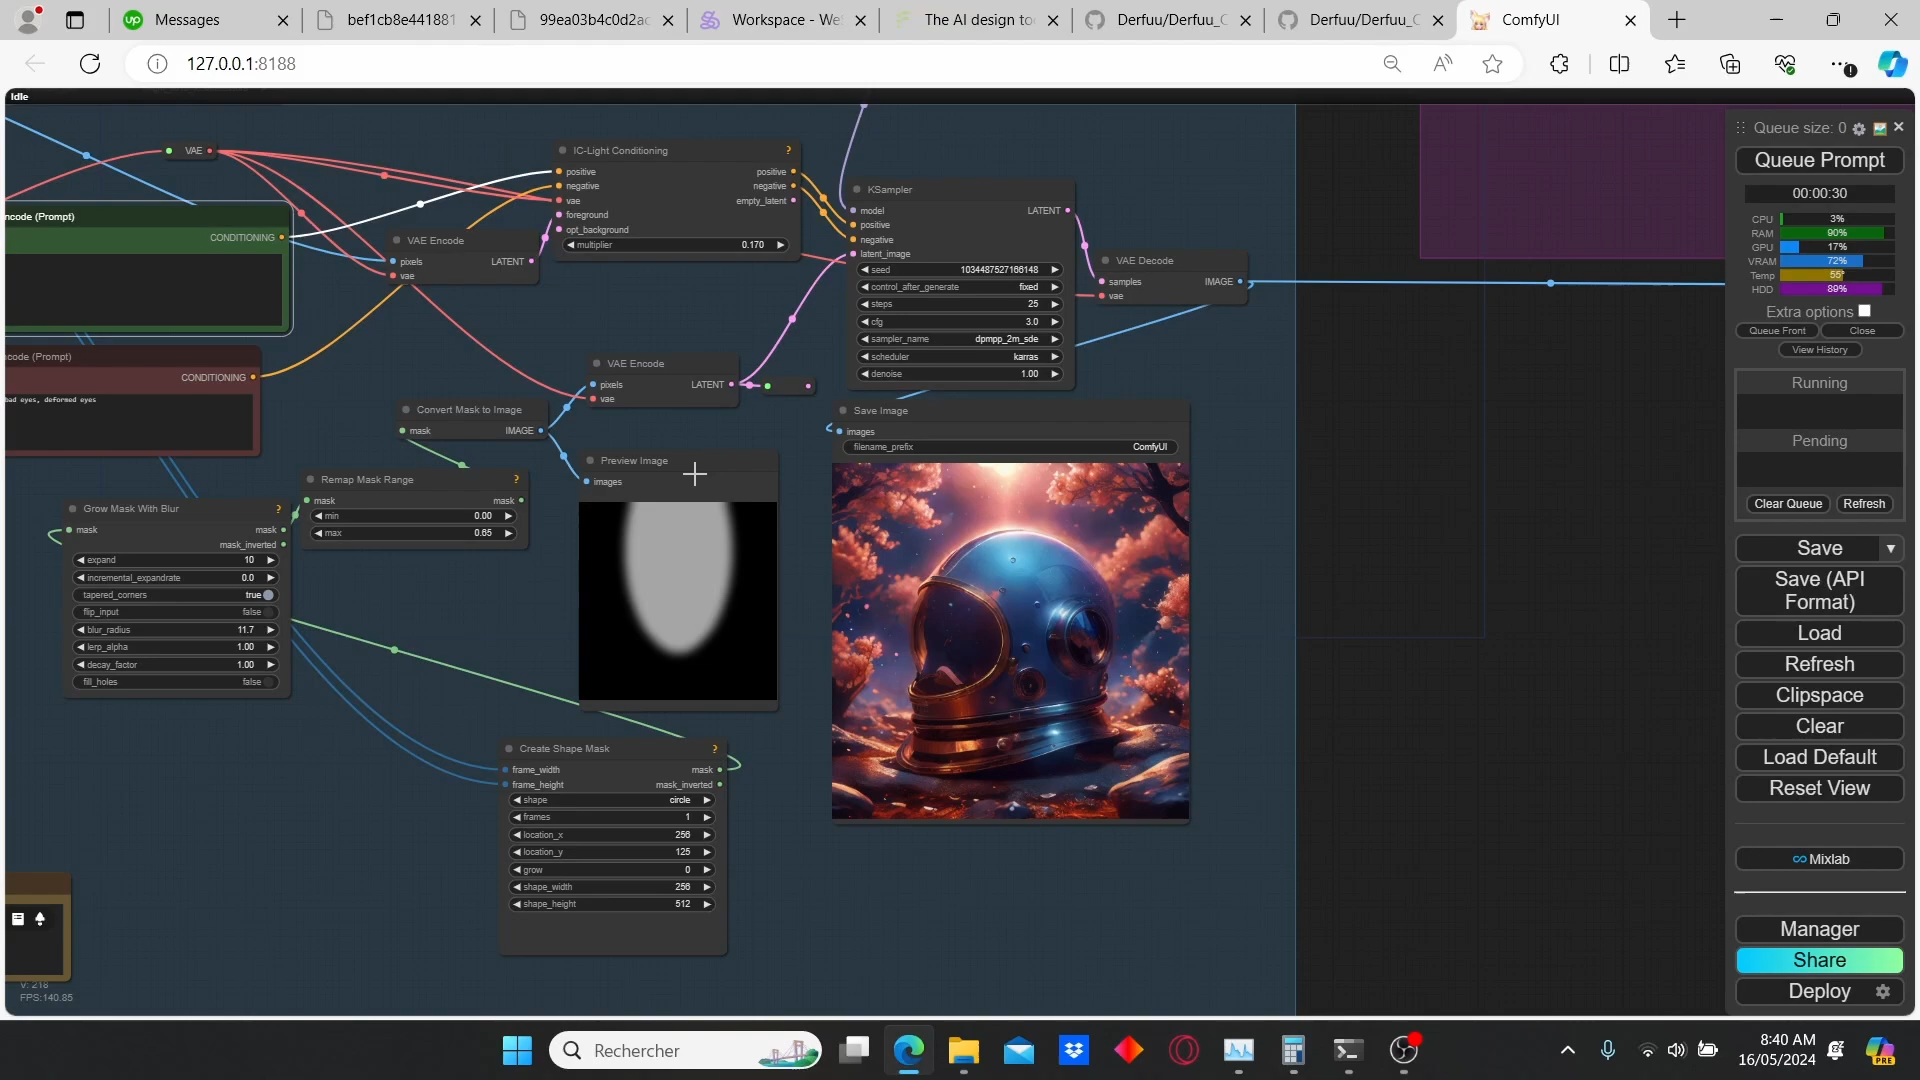 Messages
bef1cb8e441881
99ea03b4c0d2ac
Workspace - We
The AI design to
Derfuu/Derfuu_C
Derfuu/Derfuu_C
ComfyUI
127.0.0.1:8188
Idle
VAE
ncode (Prompt)
CONDITIONING
ncode (Prompt)
CONDITIONING
bad eyes, deformed eyes
VAE Encode
pixels
LATENT
vae
IC-Light Conditioning
?
positive
positive
negative
negative
vae
empty_latent
foreground
opt_background
multiplier
0.170
KSampler
model
LATENT
positive
negative
latent_image
seed
1034487527166148
control_after_generate
fixed
steps
25
cfg
3.0
sampler_name
dpmpp_2m_sde
scheduler
karras
denoise
1.00
VAE Decode
samples
IMAGE
vae
VAE Encode
pixels
LATENT
vae
Convert Mask to Image
mask
IMAGE
Preview Image
images
Remap Mask Range
?
mask
mask
min
0.00
max
0.65
Grow Mask With Blur
?
mask
mask
mask_inverted
expand
10
incremental_expandrate
0.0
tapered_corners
true
flip_input
false
blur_radius
11.7
lerp_alpha
1.00
decay_factor
1.00
fill_holes
false
Create Shape Mask
?
frame_width
mask
frame_height
mask_inverted
shape
circle
frames
1
location_x
256
location_y
125
grow
0
shape_width
256
shape_height
512
Save Image
images
filename_prefix
ComfyUI
V: 218
FPS:140.85
Queue size: 0
Queue Prompt
00:00:30
CPU
3%
RAM
90%
GPU
17%
VRAM
72%
Temp
55°
HDD
89%
Extra options
Queue Front
Close
View History
Running
Pending
Clear Queue
Refresh
Save
Save (API
Format)
Load
Refresh
Clipspace
Clear
Load Default
Reset View
Mixlab
Manager
Share
Deploy
Rechercher
8:40 AM
16/05/2024
PRE